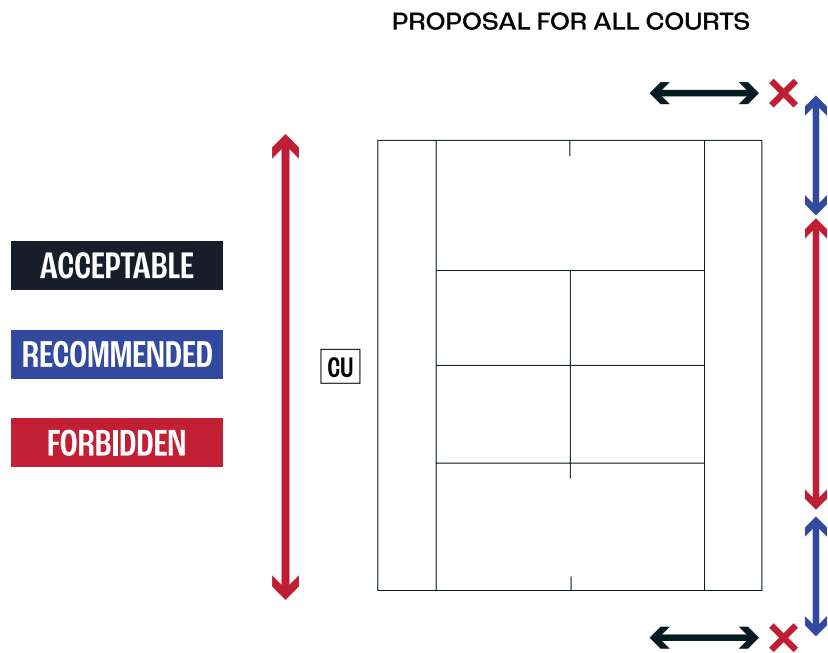 PROPOSAL FOR ALL COURTS
ACCEPTABLE
RECOMMENDED
CU
FORBIDDEN